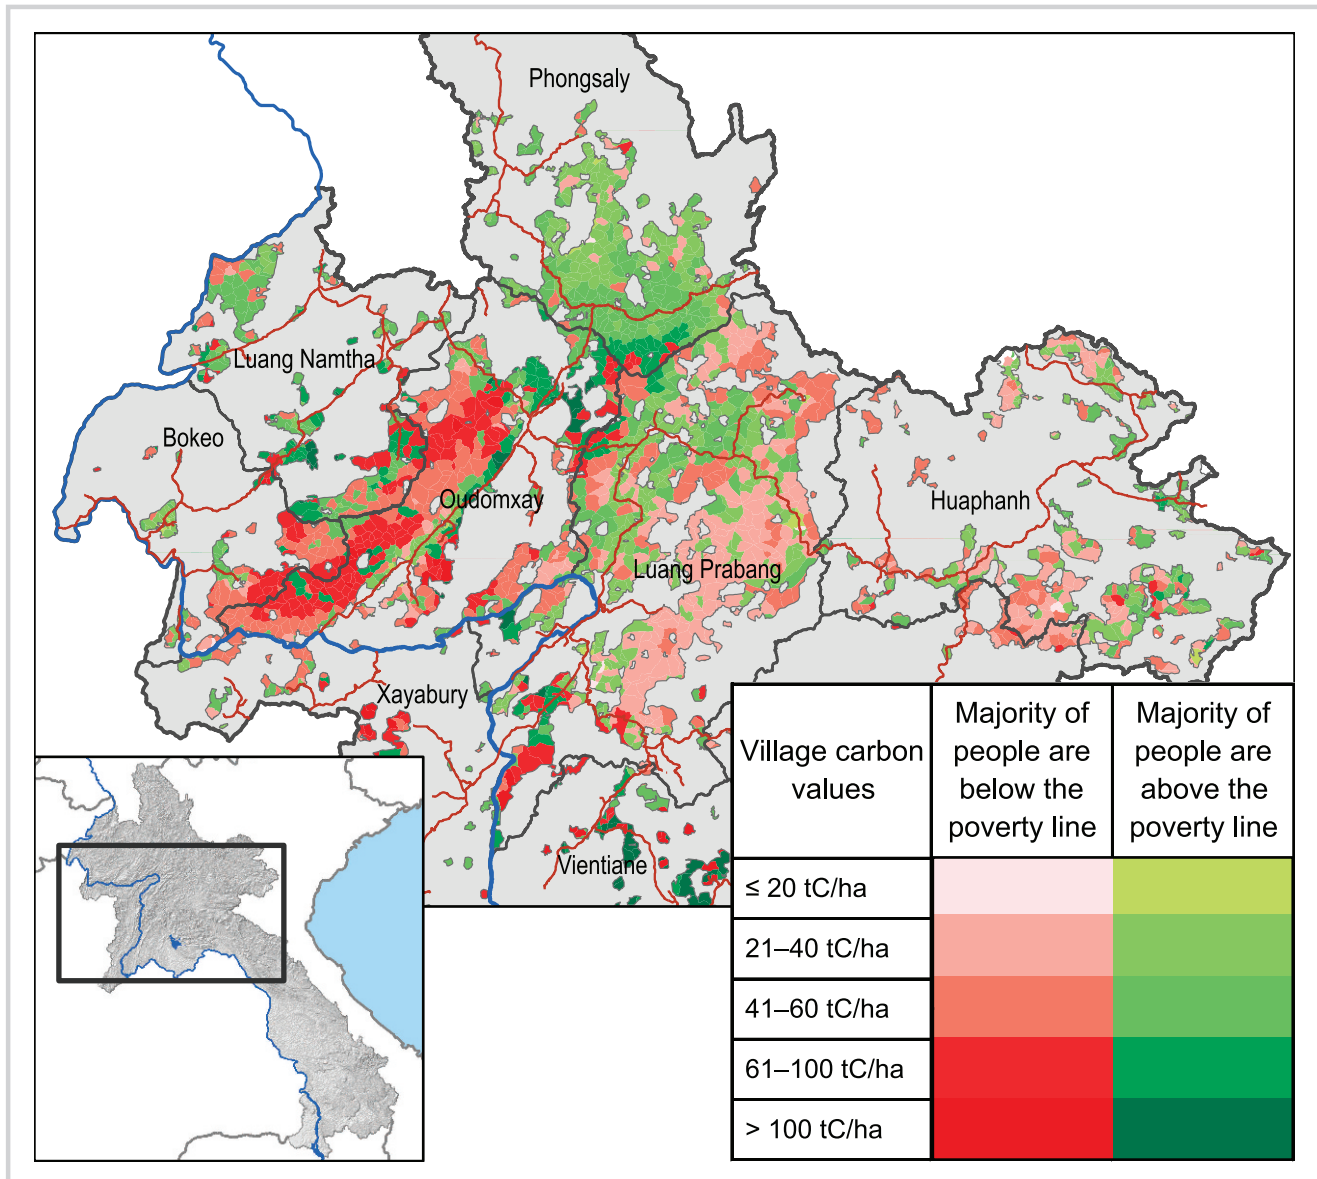 Phongsaly
Luang Namtha
Bokeo
Oudomxay
Huaphanh
Luang Prabang
Xayabury
Vientiane
Village carbon
values
Majority of
people are
below the
poverty line
Majority of
people are
above the
poverty line
≤ 20 tC/ha
21–40 tC/ha
41–60 tC/ha
61–100 tC/ha
> 100 tC/ha